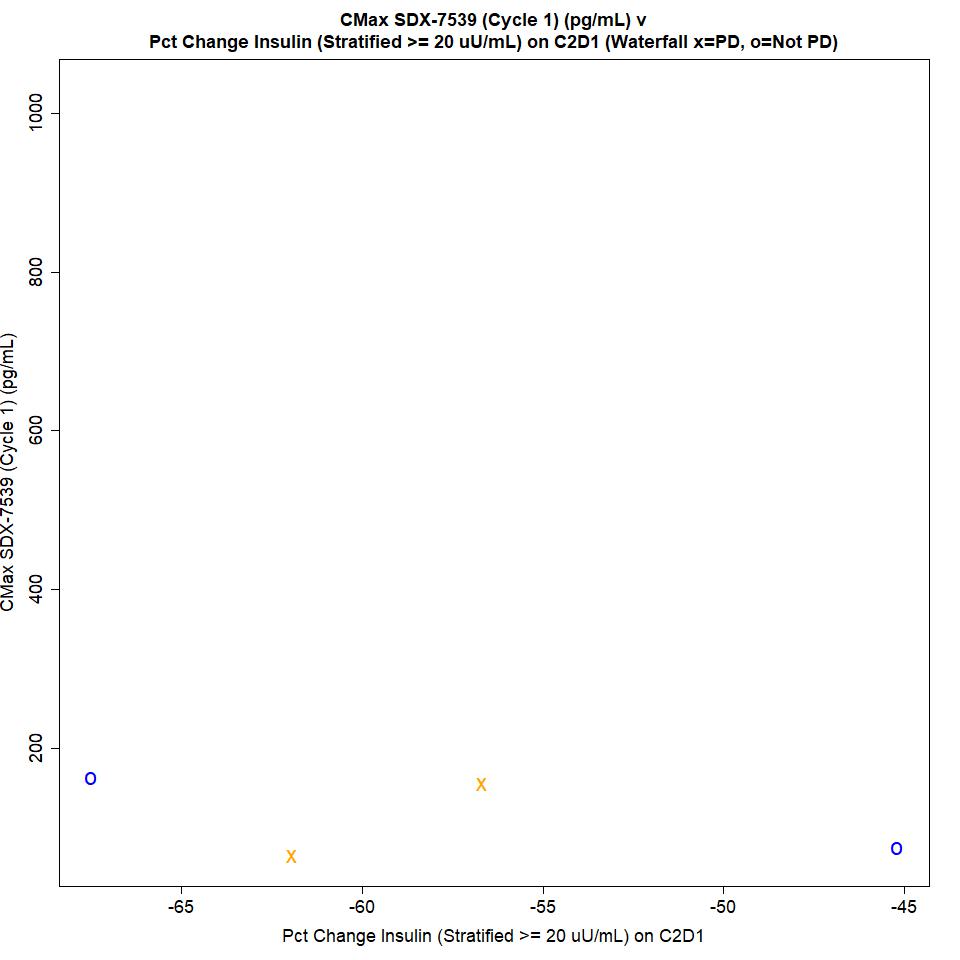 CMax SDX-7539 (Cycle 1) (pg/mL) v
Pct Change Insulin (Stratified >= 20 uU/mL) on C2D1 (Waterfall x=PD, o=Not PD)
CMax SDX-7539 (Cycle 1) (pg/mL)
1000
800
600
400
200
o
x
x
o
-65
-60
-55
-50
-45
Pct Change Insulin (Stratified >= 20 uU/mL) on C2D1